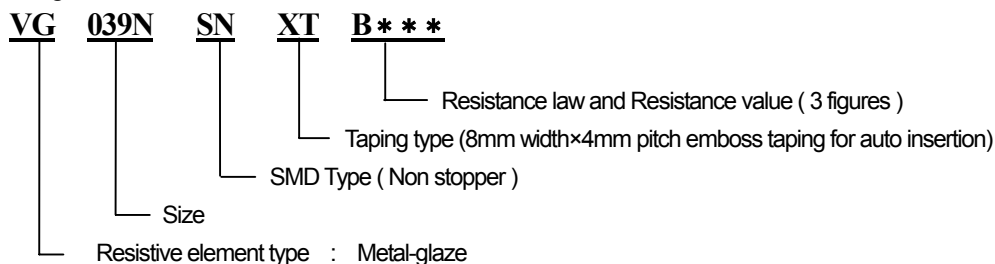 VG 039N SN XT B***
Resistance law and Resistance value ( 3 figures )
Taping type (8mm width×4mm pitch emboss taping for auto insertion)
SMD Type ( Non stopper )
Size
Resistive element type : Metal-glaze